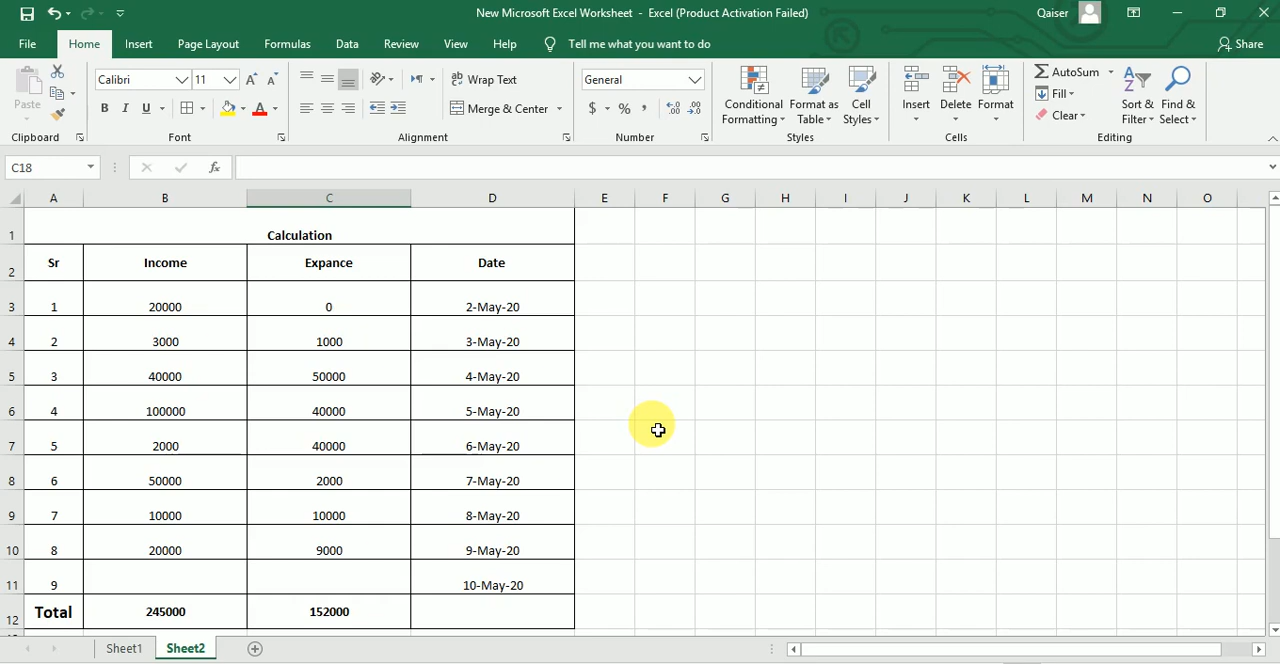 New Microsoft Excel Worksheet - Excel (Product Activation Failed)
Qaiser
File Home Insert Page Layout Formulas Data Review View Help Tell me what you want to do Share
Paste Calibri 11 Wrap Text General Conditional Formatting Format as Table Cell Styles Insert Delete Format AutoSum Fill Clear Sort & Filter Find & Select
B I U A Merge & Center $ % ,
Clipboard Font Alignment Number Styles Cells Editing
C18 fx
A B C D E F G H I J K L M N O
1 Calculation
2 Sr Income Expance Date
3 1 20000 0 2-May-20
4 2 3000 1000 3-May-20
5 3 40000 50000 4-May-20
6 4 100000 40000 5-May-20
7 5 2000 40000 6-May-20
8 6 50000 2000 7-May-20
9 7 10000 10000 8-May-20
10 8 20000 9000 9-May-20
11 9 10-May-20
12 Total 245000 152000
Sheet1 Sheet2